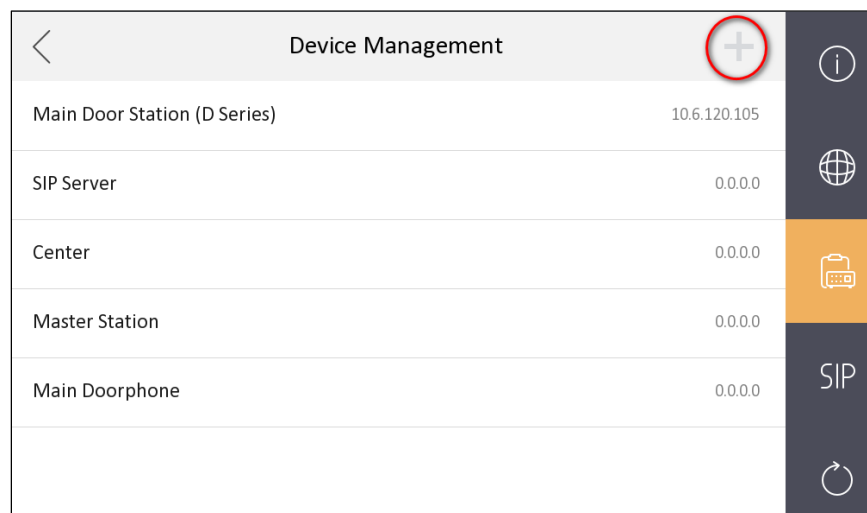 Device Management
Main Door Station (D Series) 10.6.120.105
SIP Server 0.0.0.0
Center 0.0.0.0
Master Station 0.0.0.0
Main Doorphone 0.0.0.0
SIP